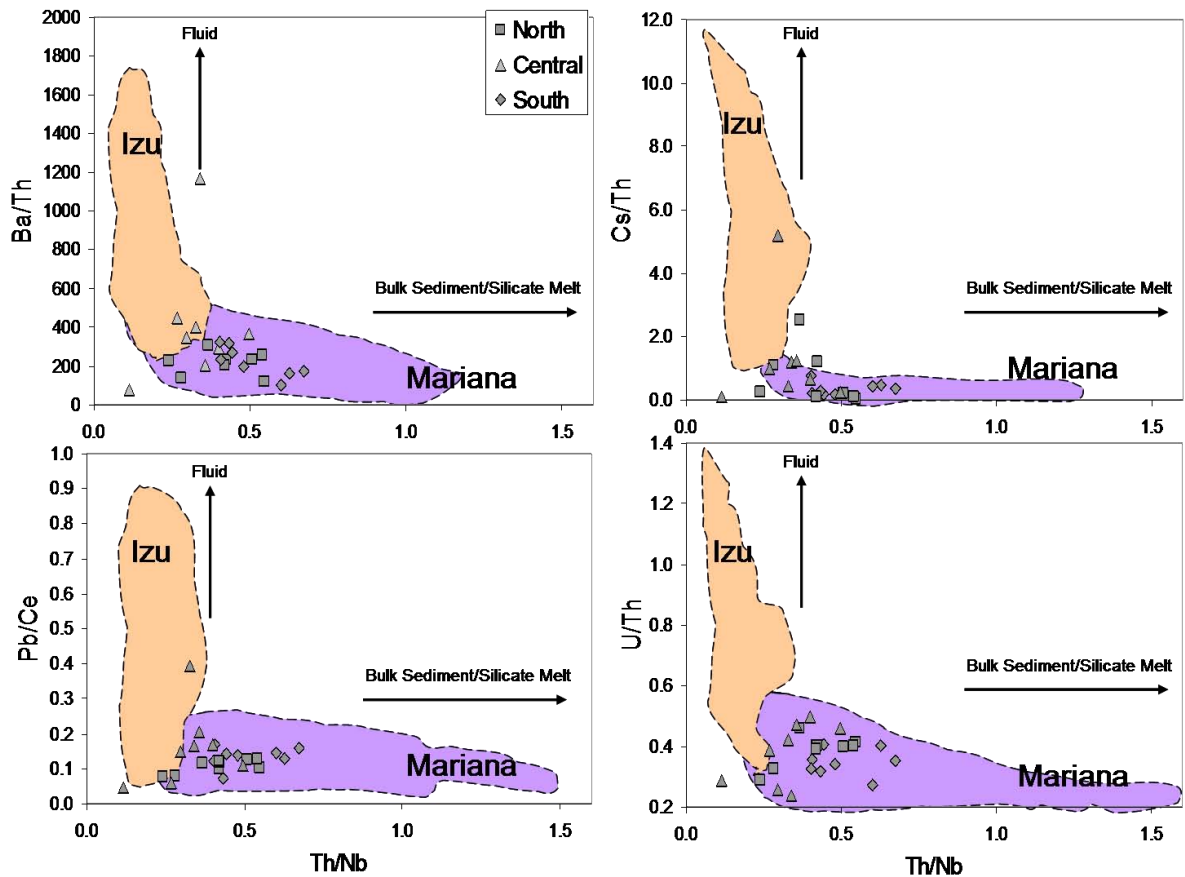 2000
1800
1600
1400
1200
1000
800
600
400
200
0
Ba/Th
0.0
0.5
1.0
1.5
Fluid
North
Central
South
Izu
Bulk Sediment/Silicate Melt
Mariana
12.0
10.0
8.0
6.0
4.0
2.0
0.0
Cs/Th
0.0
0.5
1.0
1.5
Fluid
Izu
Bulk Sediment/Silicate Melt
Mariana
1.0
0.9
0.8
0.7
0.6
0.5
0.4
0.3
0.2
0.1
0.0
Pb/Ce
0.0
0.5
1.0
1.5
Th/Nb
Fluid
Izu
Bulk Sediment/Silicate Melt
Mariana
1.4
1.2
1.0
0.8
0.6
0.4
0.2
U/Th
0.0
0.5
1.0
1.5
Th/Nb
Fluid
Izu
Bulk Sediment/Silicate Melt
Mariana